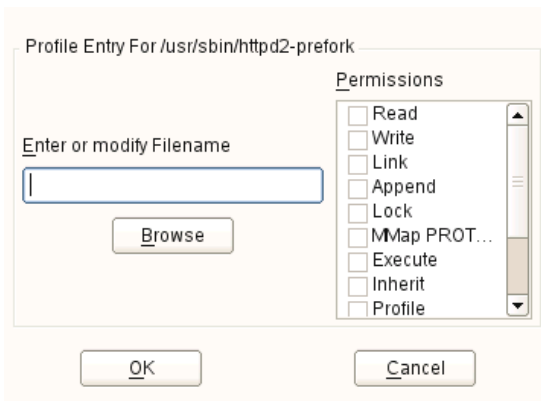 Profile Entry For /usr/sbin/httpd2-prefork
Enter or modify Filename
Browse
Permissions
Read
Write
Link
Append
Lock
MMap PROT...
Execute
Inherit
Profile
OK
Cancel